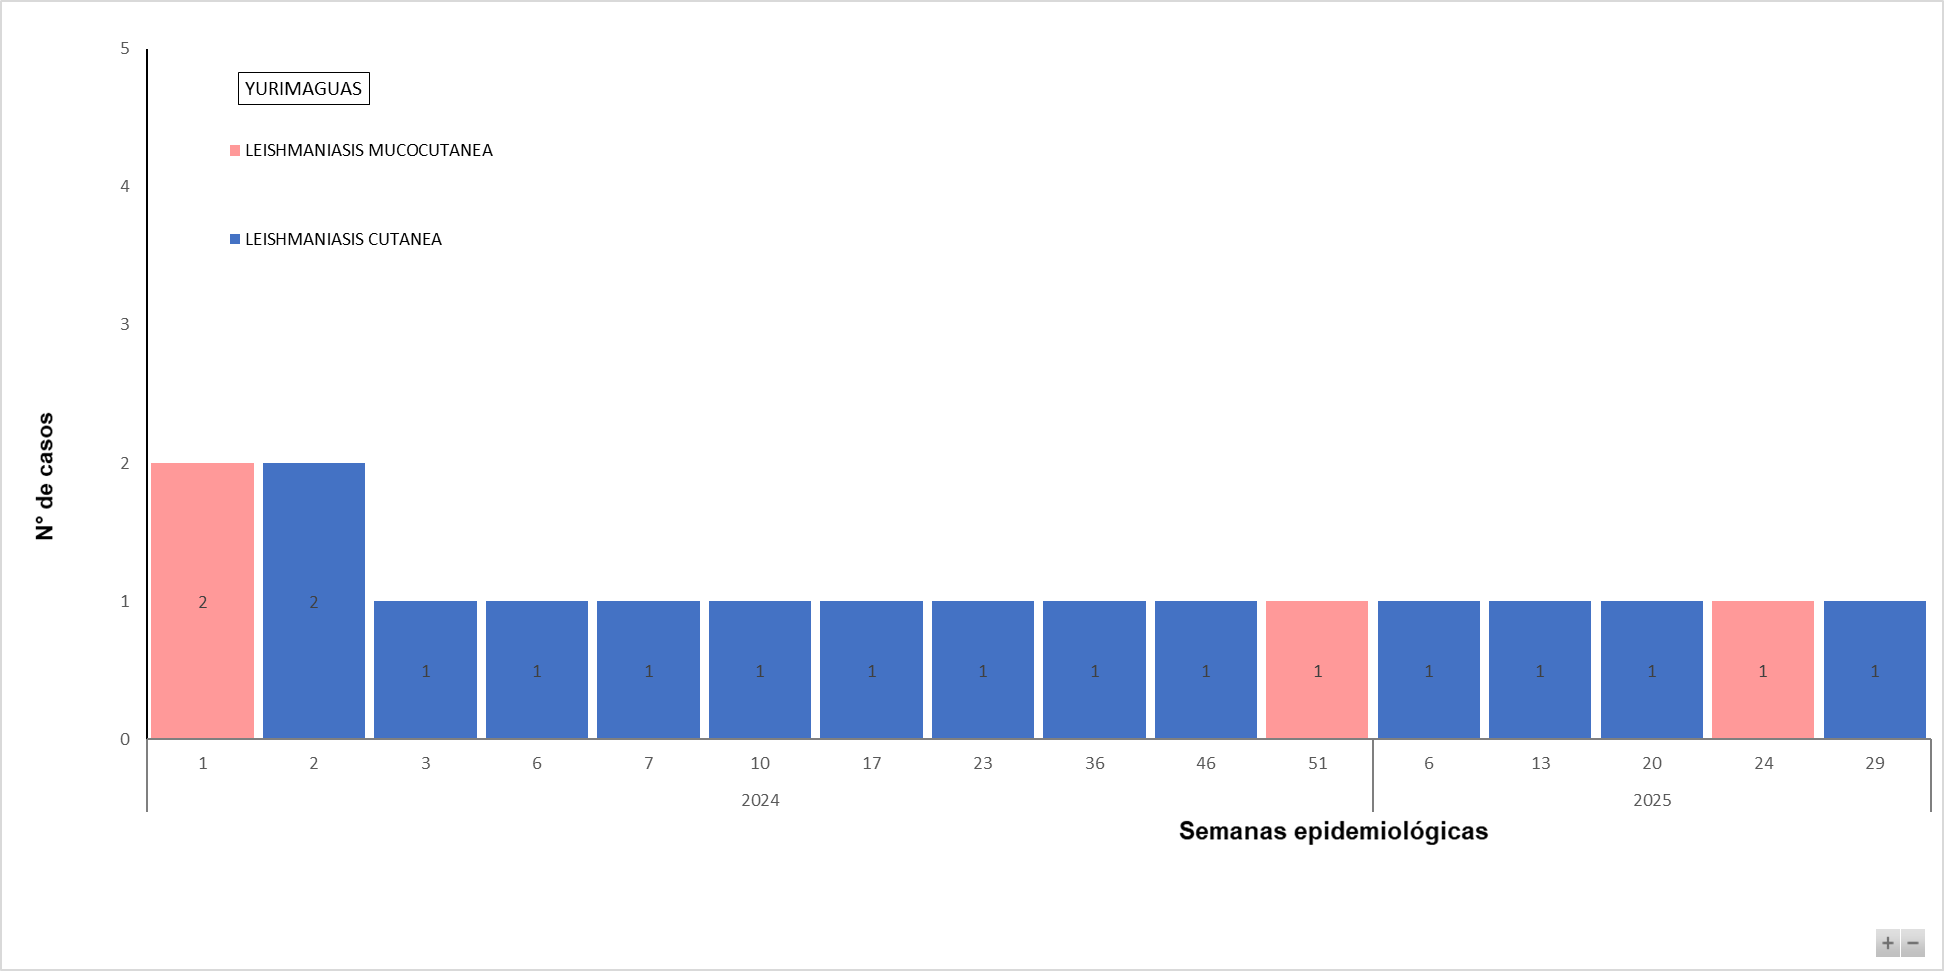 5
YURIMAGUAS
LEISHMANIASIS MUCOCUTANEA
4
LEISHMANIASIS CUTANEA
3
N° de casos
2
2 2
1
1 1 1 1 1 1 1 1 1 1 1 1 1 1
0
1 2 3 6 7 10 17 23 36 46 51 6 13 20 24 29
2024 2025
Semanas epidemiológicas
+ −